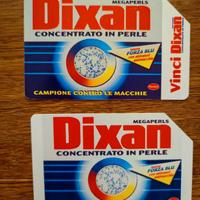 MEGAPERLS
Dixan
CONCENTRATO IN PERLE
FORZA BLU
CAMPIONE CONTRO LE MACCHIE
Vinci Dixan
MEGAPERLS
Dixan
CONCENTRATO IN PERLE
FORZA BLU